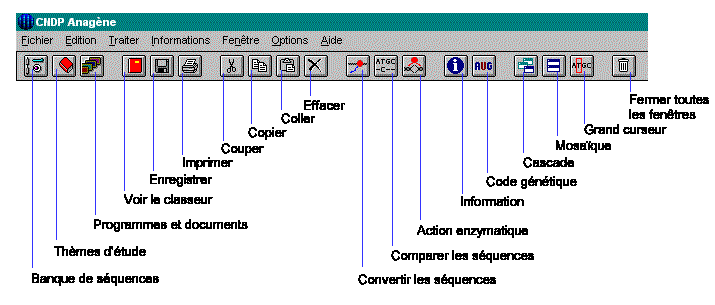 CNDP Anagène
Fichier Edition Traiter Informations Fenêtre Options Aide
ATGC
-C--
AUG
ATGC
Effacer
Fermer toutes
les fenêtres
Coller
Copier
Grand curseur
Couper
Mosaïque
Imprimer
Cascade
Enregistrer
Code génétique
Voir le classeur
Information
Programmes et documents
Action enzymatique
Thèmes d'étude
Comparer les séquences
Banque de séquences
Convertir les séquences